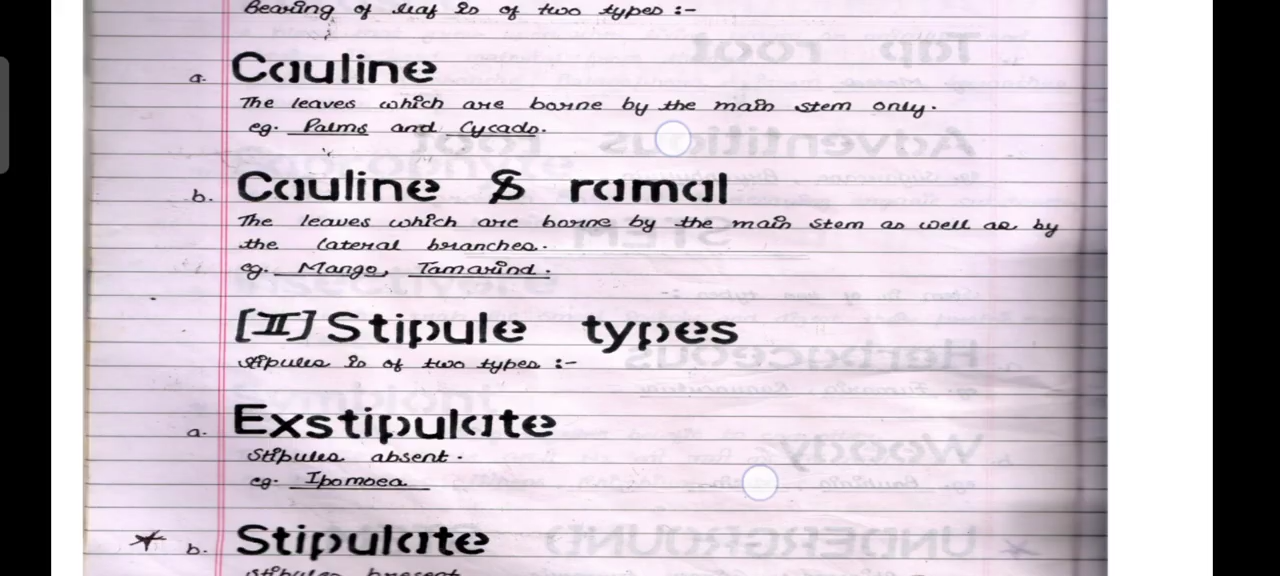 Bearing of leaf is of two types :-
a. Cauline
The leaves which are borne by the main stem only.
eg. Palms and Cycads.
b. Cauline & ramal
The leaves which are borne by the main stem as well as by
the lateral branches.
eg. Mango, Tamarind.
[II] Stipule types
Stipules is of two types :-
a. Exstipulate
Stipules absent.
eg. Ipomoea
b. Stipulate
Stipules present